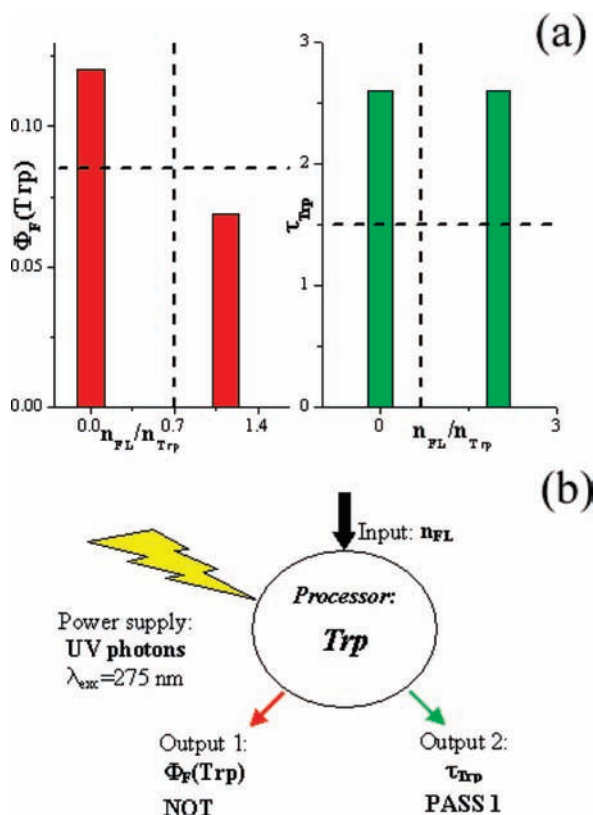 (a)
Φ_F(Trp)
0.10
0.05
0.00
0.0 0.7 1.4
n_FL/n_Trp
τ_Trp
3
2
1
0
0 3
n_FL/n_Trp
(b)
Input: n_FL
Processor:
Trp
Power supply:
UV photons
λ_exc=275 nm
Output 1:
Φ_F(Trp)
NOT
Output 2:
τ_Trp
PASS 1